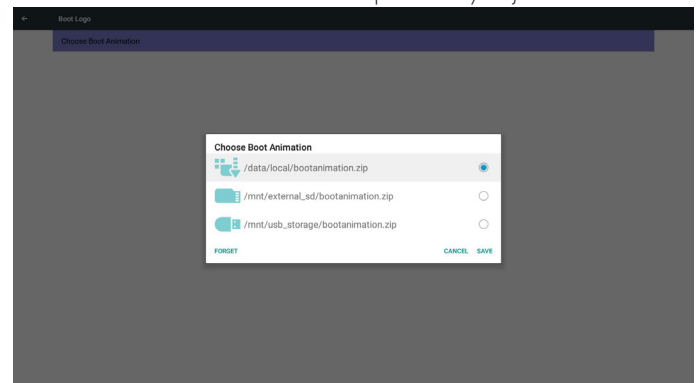 Boot Logo
Choose Boot Animation
Choose Boot Animation
/data/local/bootanimation.zip
/mnt/external_sd/bootanimation.zip
/mnt/usb_storage/bootanimation.zip
FORGET CANCEL SAVE